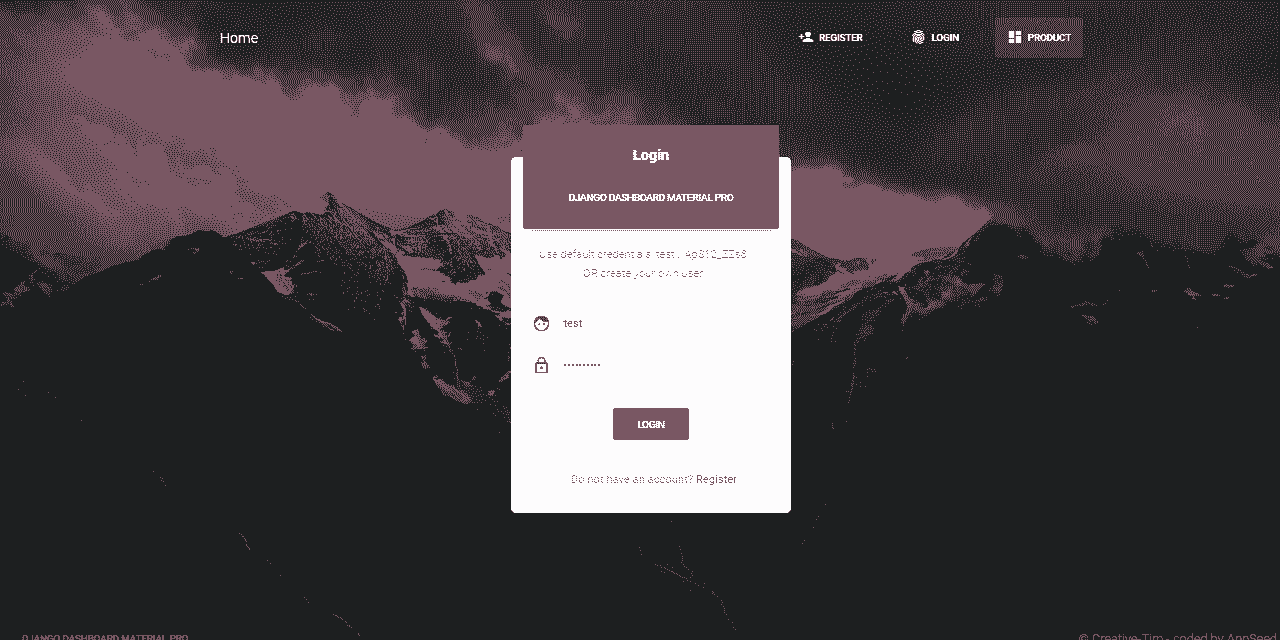 Home
REGISTER
LOGIN
PRODUCT
Login
DJANGO DASHBOARD MATERIAL PRO
Use default credentials: test /
OR create your own user
test
LOGIN
Do not have an account? Register
DJANGO DASHBOARD MATERIAL PRO
© Creative-Tim - coded by AppSeed